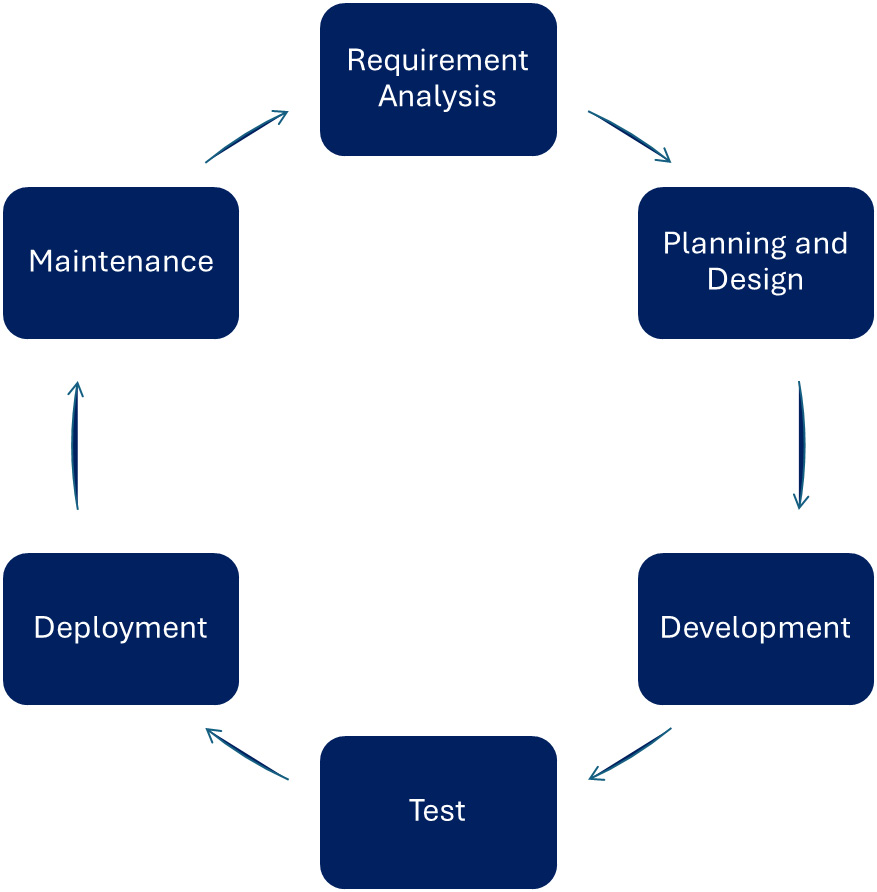 Requirement
Analysis
Planning and
Design
Development
Test
Deployment
Maintenance